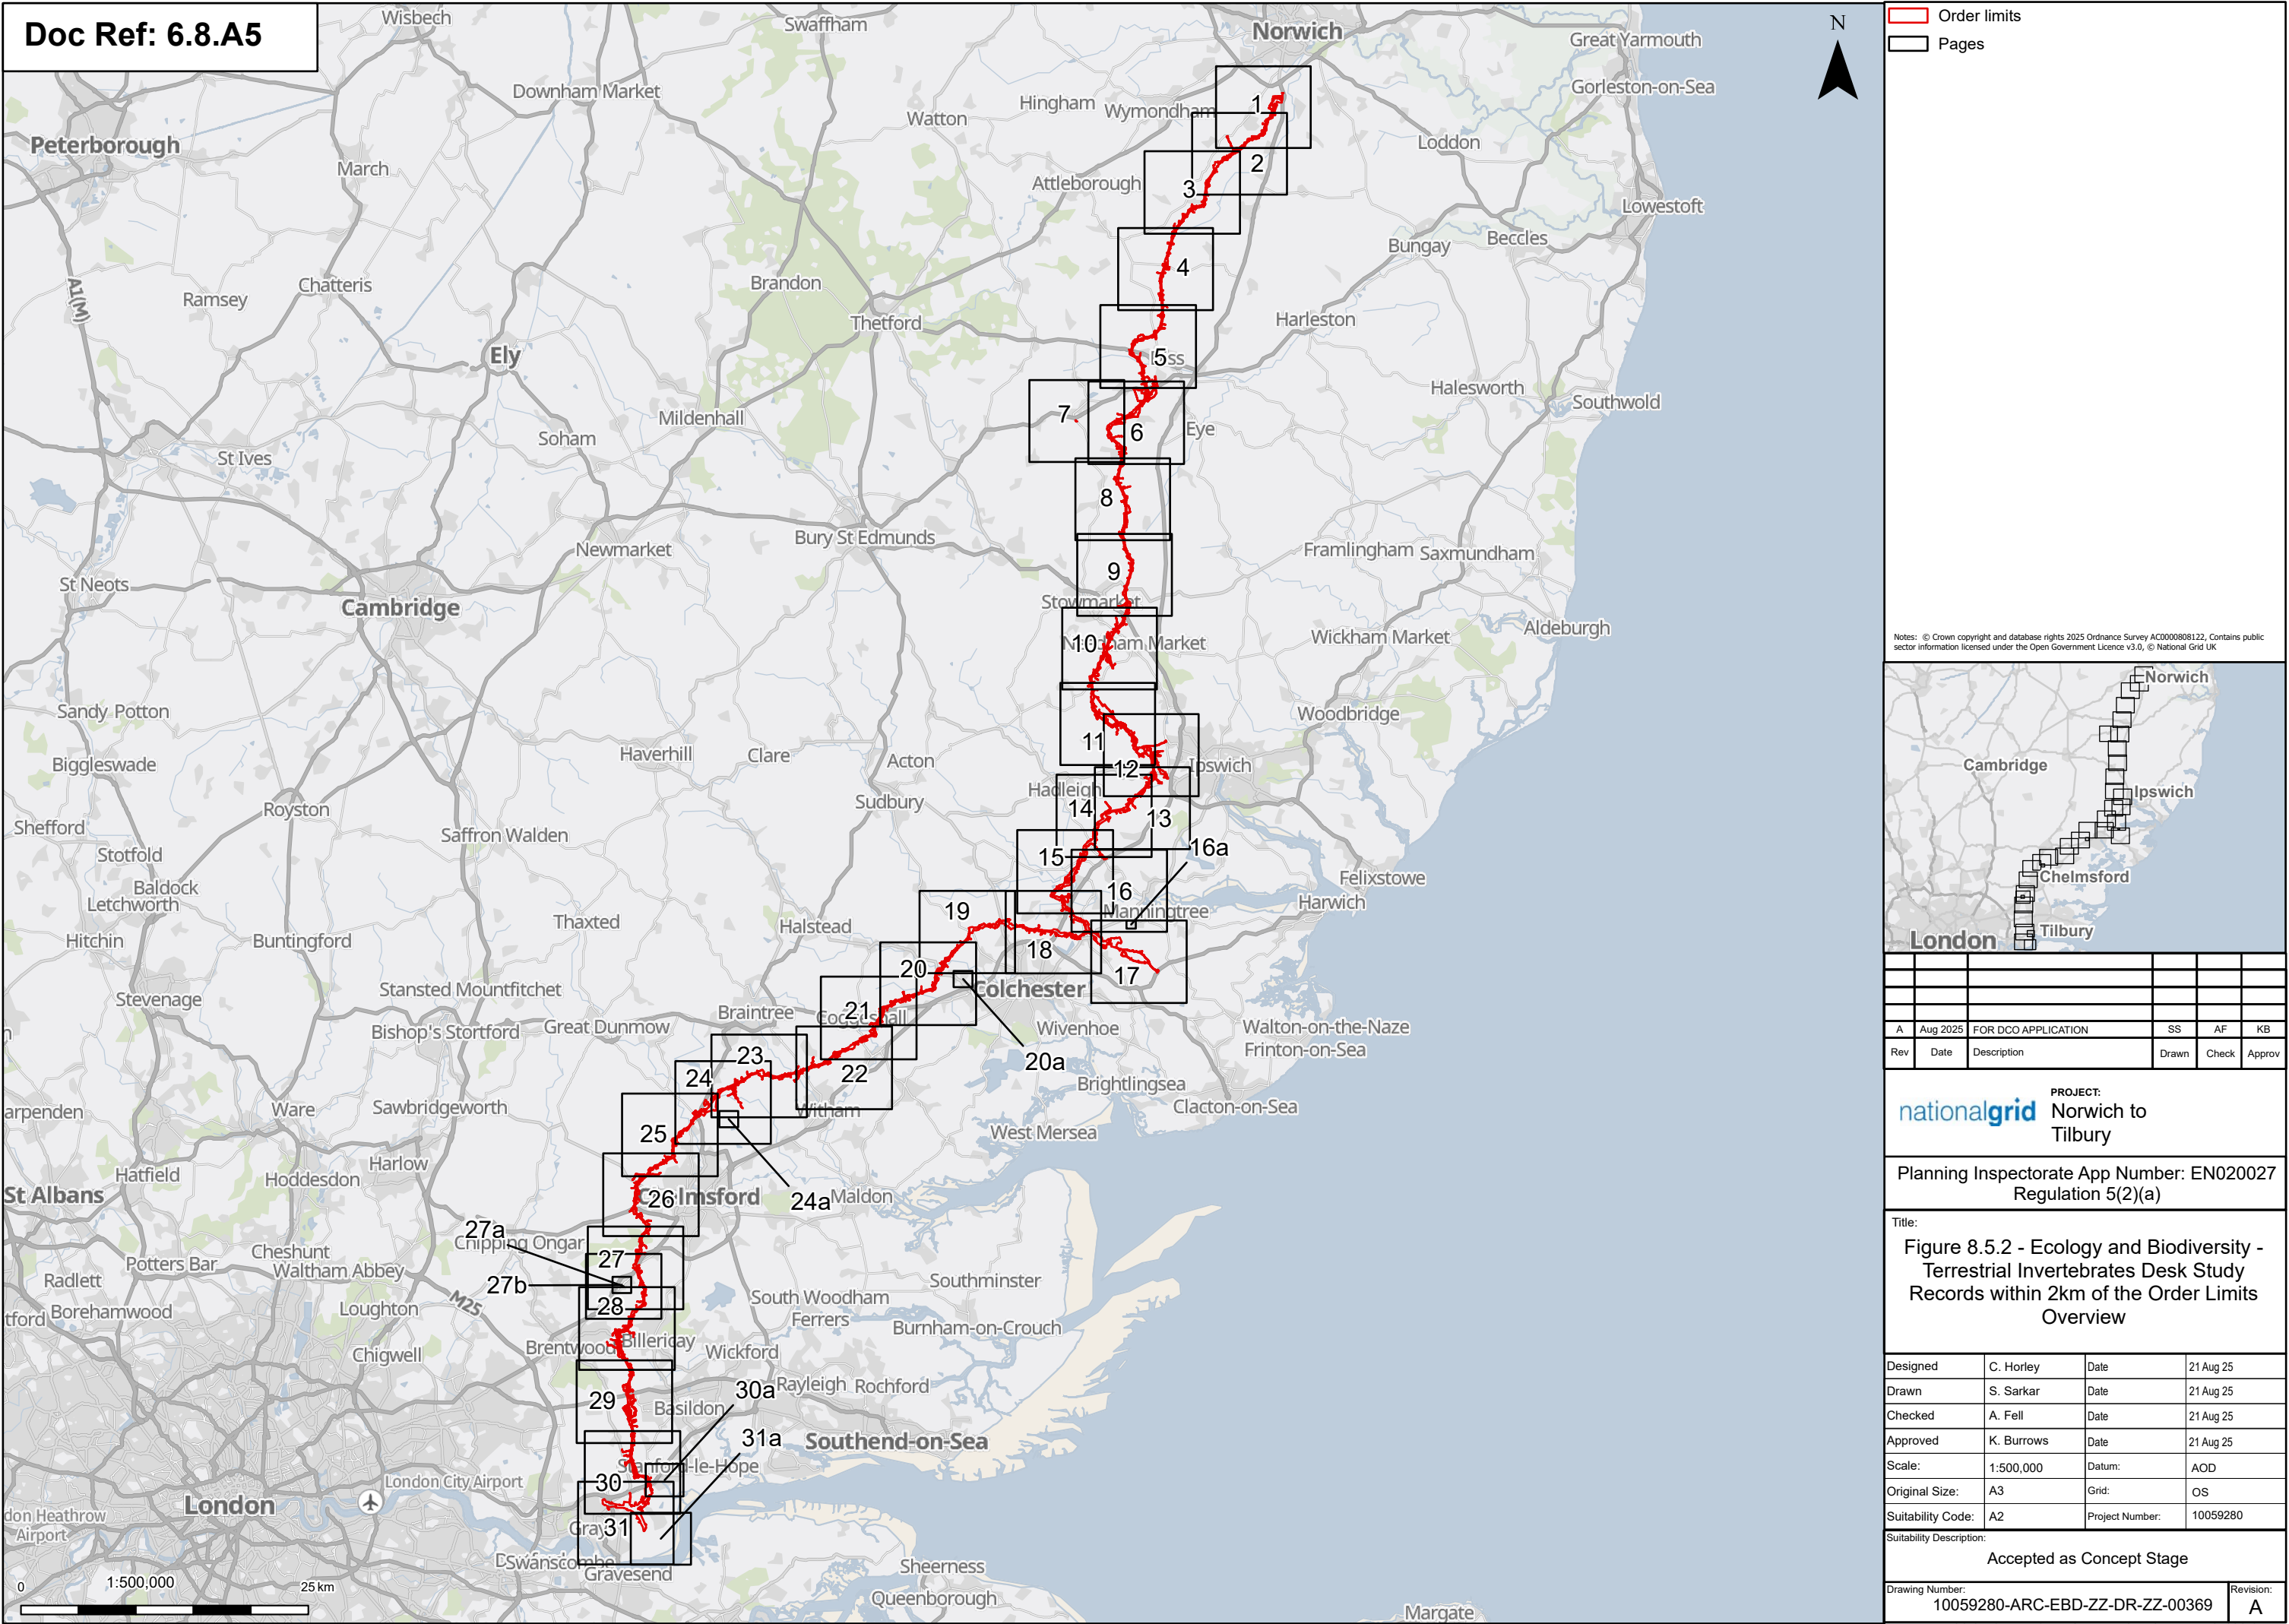 Doc Ref: 6.8.A5
Wisbech
Swaffham
Norwich
Great Yarmouth
Gorleston-on-Sea
Downham Market
Hingham
Wymondham
Watton
Peterborough
March
Loddon
Attleborough
Lowestoft
Bungay
Beccles
A1(M)
Ramsey
Chatteris
Brandon
Thetford
Harleston
Ely
Halesworth
Southwold
Mildenhall
Soham
St Ives
Eye
Bury St Edmunds
Newmarket
Framlingham
Saxmundham
St Neots
Cambridge
Stowmarket
Market
Wickham Market
Aldeburgh
Sandy
Potton
Woodbridge
Haverhill
Clare
Acton
Ipswich
Biggleswade
Royston
Sudbury
Hadleigh
Shefford
Saffron Walden
Stotfold
Baldock
Letchworth
Felixstowe
Harwich
Manningtree
Hitchin
Buntingford
Thaxted
Halstead
Stevenage
Stansted Mountfitchet
Colchester
Bishop's Stortford
Great Dunmow
Braintree
Wivenhoe
Walton-on-the-Naze
Frinton-on-Sea
Brightlingsea
Clacton-on-Sea
arpenden
Ware
Sawbridgeworth
Witham
West Mersea
Hatfield
Hoddesdon
Harlow
St Albans
Maldon
Chipping Ongar
Cheshunt
Potters Bar
Waltham Abbey
Radlett
Borehamwood
tford
Loughton
M25
Southminster
South Woodham
Ferrers
Burnham-on-Crouch
Chigwell
Brentwood
Billericay
Wickford
Rayleigh
Rochford
Basildon
Southend-on-Sea
London City Airport
London
don Heathrow
Airport
Swanscombe
Gravesend
Sheerness
Queenborough
Margate
1
2
3
4
5
6
7
8
9
10
11
12
13
14
15
16
16a
17
18
19
20
20a
21
22
23
24
24a
25
26
27
27a
27b
28
29
30
30a
31
31a
N
0
1:500,000
25 km
Order limits
Pages
Notes: © Crown copyright and database rights 2025 Ordnance Survey AC0000808122, Contains public
sector information licensed under the Open Government Licence v3.0, © National Grid UK
Norwich
Cambridge
Ipswich
Chelmsford
Tilbury
London
A Aug 2025 FOR DCO APPLICATION SS AF KB
Rev Date Description Drawn Check Approv
nationalgrid
PROJECT:
Norwich to
Tilbury
Planning Inspectorate App Number: EN020027
Regulation 5(2)(a)
Title:
Figure 8.5.2 - Ecology and Biodiversity -
Terrestrial Invertebrates Desk Study
Records within 2km of the Order Limits
Overview
Designed C. Horley Date 21 Aug 25
Drawn S. Sarkar Date 21 Aug 25
Checked A. Fell Date 21 Aug 25
Approved K. Burrows Date 21 Aug 25
Scale: 1:500,000 Datum: AOD
Original Size: A3 Grid: OS
Suitability Code: A2 Project Number: 10059280
Suitability Description:
Accepted as Concept Stage
Drawing Number: Revision:
10059280-ARC-EBD-ZZ-DR-ZZ-00369 A